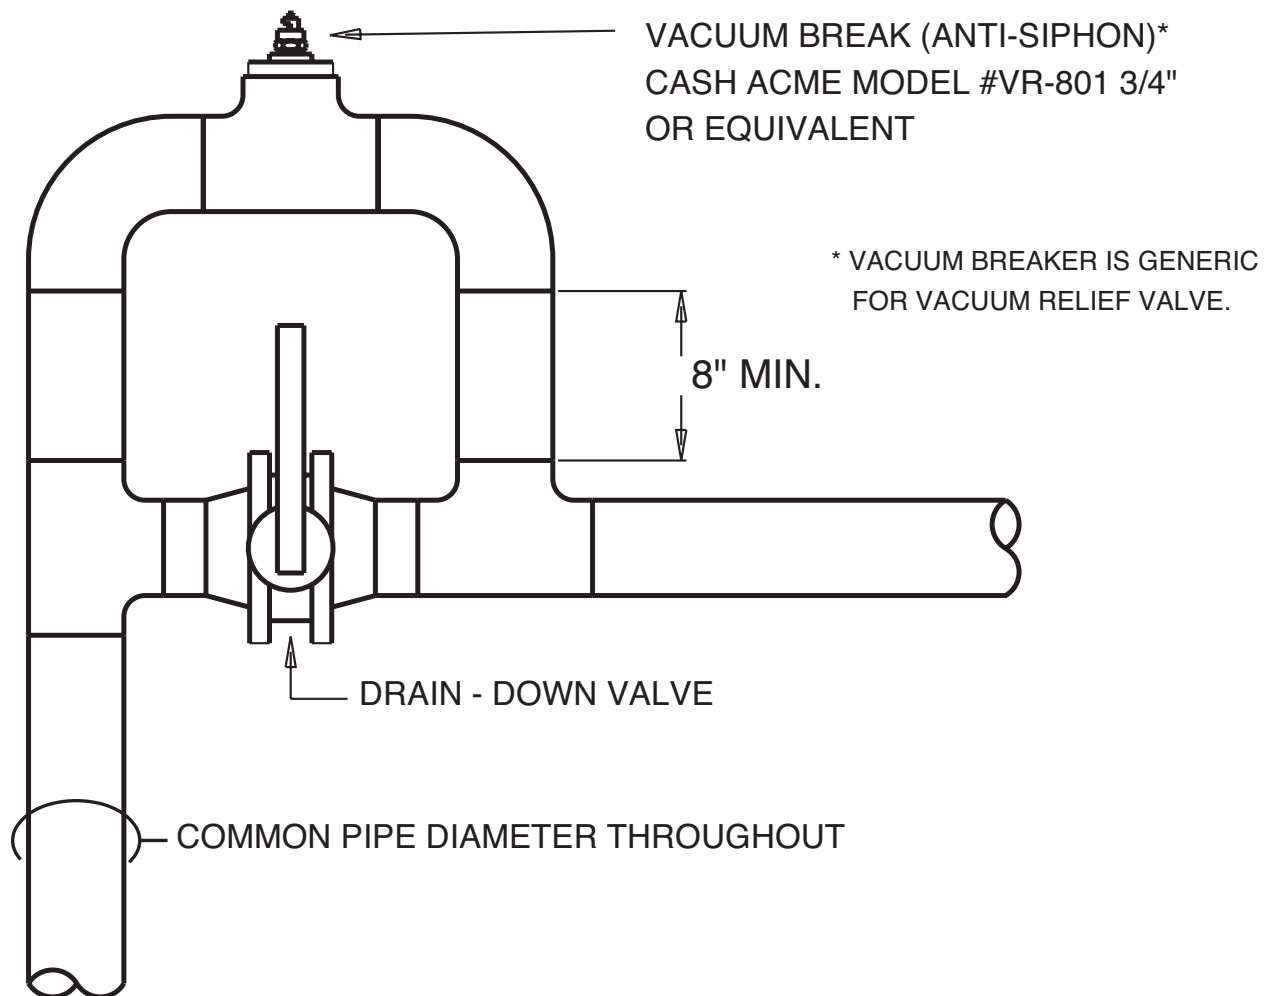 VACUUM BREAK (ANTI-SIPHON)*
CASH ACME MODEL #VR-801 3/4"
OR EQUIVALENT
* VACUUM BREAKER IS GENERIC
FOR VACUUM RELIEF VALVE.
8" MIN.
DRAIN - DOWN VALVE
COMMON PIPE DIAMETER THROUGHOUT